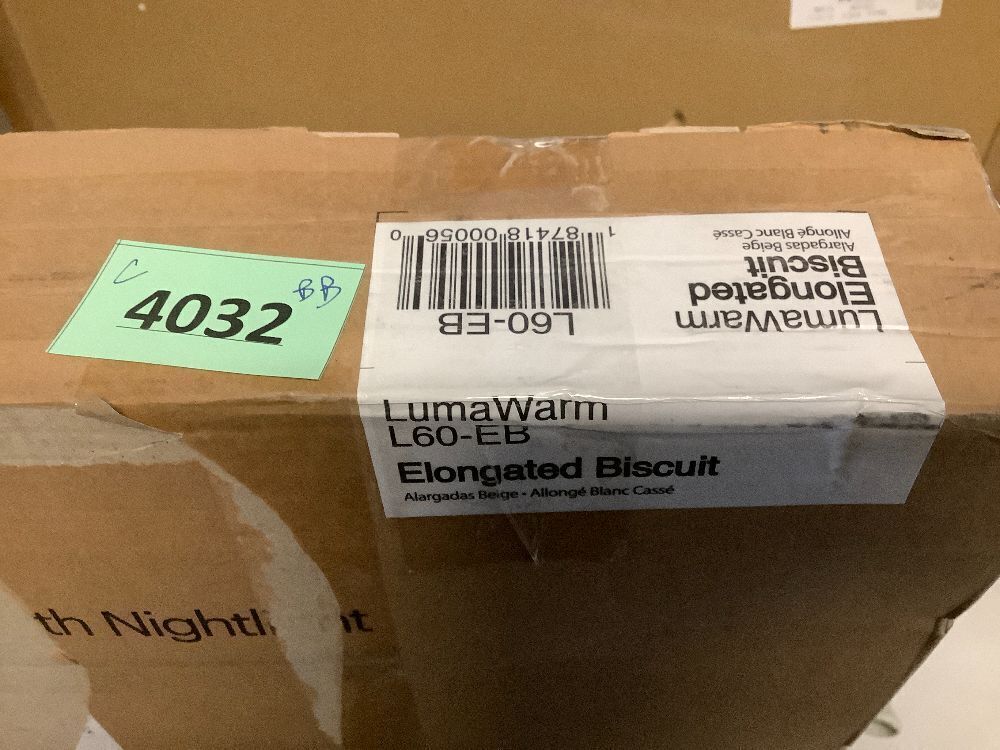 C
4032
BB
LumaWarm
Elongated
Biscuit
Alargadas Beige
Allongé Blanc Cassé
L60-EB
1 87418 00056 0
LumaWarm
L60-EB
Elongated Biscuit
Alargadas Beige - Allongé Blanc Cassé
th Nightl ht